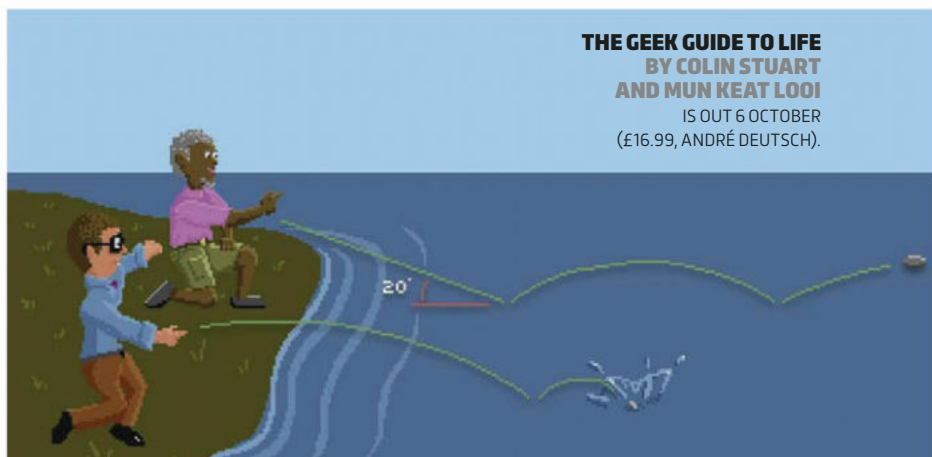 THE GEEK GUIDE TO LIFE
BY COLIN STUART
AND MUN KEAT LOOI
IS OUT 6 OCTOBER
(£16.99, ANDRÉ DEUTSCH).
20°